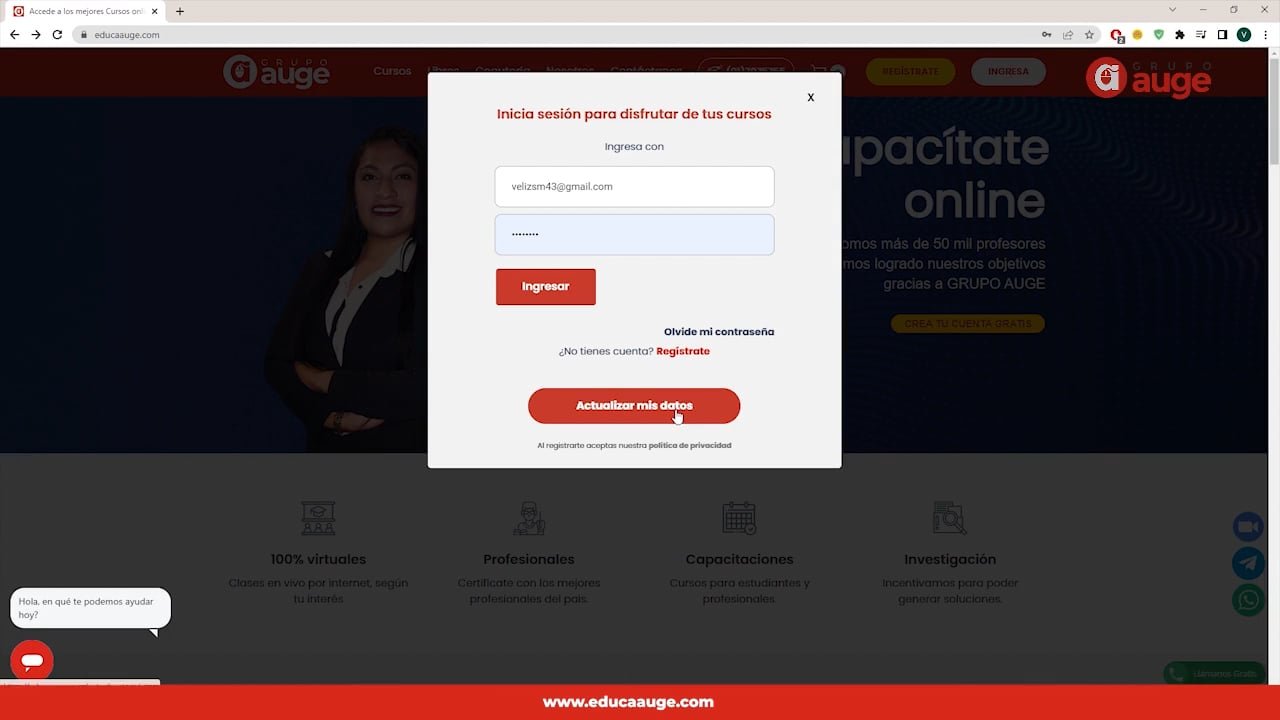 Accede a los mejores Cursos onl
educaauge.com
2
V
GRUPO
auge
Cursos
Libros
Coautoría
Nosotros
Contáctanos
REGÍSTRATE
INGRESA
GRUPO
auge
X
Inicia sesión para disfrutar de tus cursos
Ingresa con
velizsm43@gmail.com
••••••••
Ingresar
Olvide mi contraseña
¿No tienes cuenta? Regístrate
Actualizar mis datos
Al registrarte aceptas nuestra política de privacidad
apacítate
online
omos más de 50 mil profesores
mos logrado nuestros objetivos
gracias a GRUPO AUGE
CREA TU CUENTA GRATIS
100% virtuales
Clases en vivo por internet, según
tu interés.
Profesionales
Certifícate con los mejores
profesionales del país.
Capacitaciones
Cursos para estudiantes y
profesionales.
Investigación
Incentivamos para poder
generar soluciones.
Hola, en qué te podemos ayudar
hoy?
Llámanos Gratis
www.educaauge.com